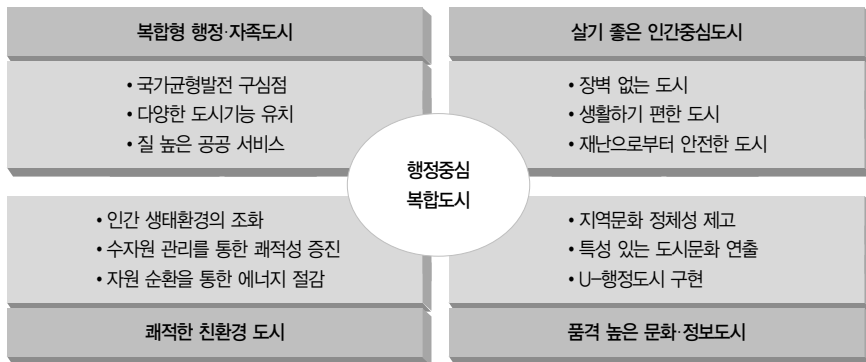 복합형 행정·자족도시
• 국가균형발전 구심점
• 다양한 도시기능 유치
• 질 높은 공공 서비스
살기 좋은 인간중심도시
• 장벽 없는 도시
• 생활하기 편한 도시
• 재난으로부터 안전한 도시
행정중심
복합도시
• 인간 생태환경의 조화
• 수자원 관리를 통한 쾌적성 증진
• 자원 순환을 통한 에너지 절감
쾌적한 친환경 도시
• 지역문화 정체성 제고
• 특성 있는 도시문화 연출
• U-행정도시 구현
품격 높은 문화·정보도시